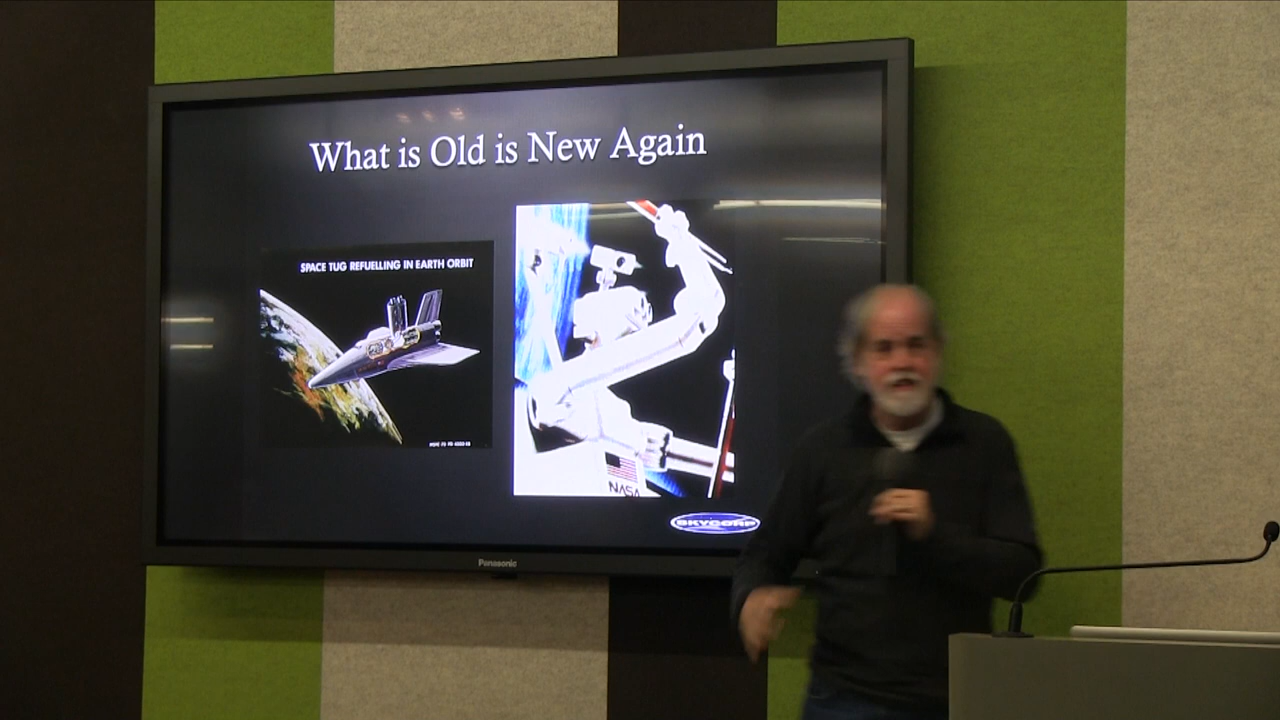 What is Old is New Again
SPACE TUG REFUELLING IN EARTH ORBIT
NASA
SKYCORP
Panasonic